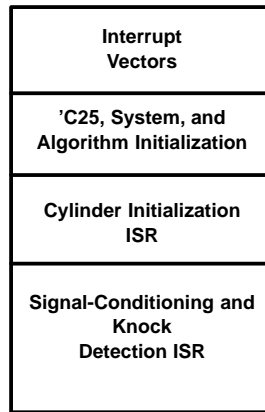 Interrupt
Vectors
’C25, System, and
Algorithm Initialization
Cylinder Initialization
ISR
Signal-Conditioning and
Knock
Detection ISR